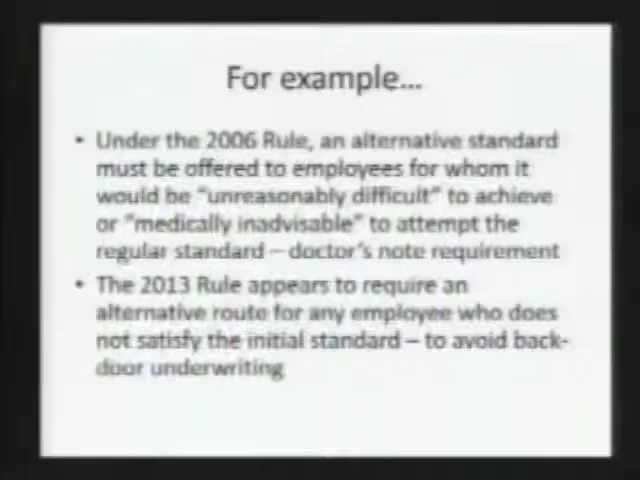 For example...
• Under the 2006 Rule, an alternative standard
must be offered to employees for whom it
would be "unreasonably difficult" to achieve
or "medically inadvisable" to attempt the
regular standard – doctor's note requirement
• The 2013 Rule appears to require an
alternative route for any employee who does
not satisfy the initial standard – to avoid back-
door underwriting